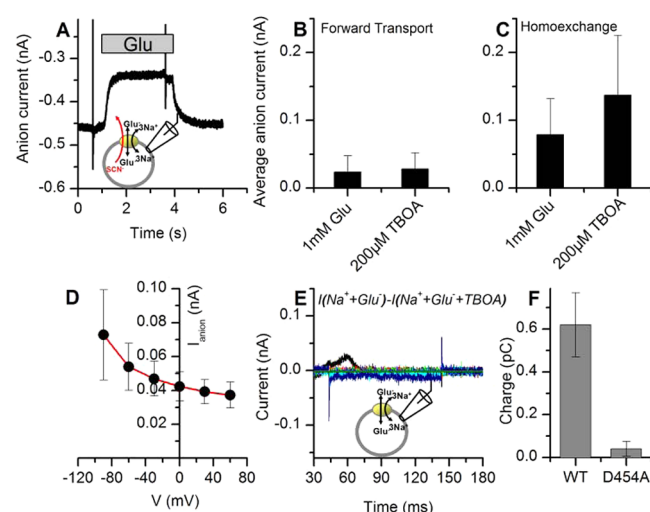 A
Glu
Anion current (nA)
-0.3
-0.4
-0.5
-0.6
0 2 4 6
Time (s)
Glu⁻ 3Na⁺
Glu⁻ 3Na⁺
SCN⁻
B
Forward Transport
Average anion current (nA)
0.2
0.1
0.0
1mM Glu
200µM TBOA
C
Homoexchange
0.2
0.1
0.0
1mM Glu
200µM TBOA
D
I anion (nA)
0.10
0.08
0.06
0.04
0.02
-120 -80 -40 0 40 80
V (mV)
E
I(Na⁺+Glu⁻)-I(Na⁺+Glu⁻+TBOA)
Current (nA)
0.1
0.0
-0.1
Glu⁻ 3Na⁺
Glu⁻ 3Na⁺
30 60 90 120 150 180
Time (ms)
F
Charge (pC)
0.6
0.4
0.2
0.0
WT D454A